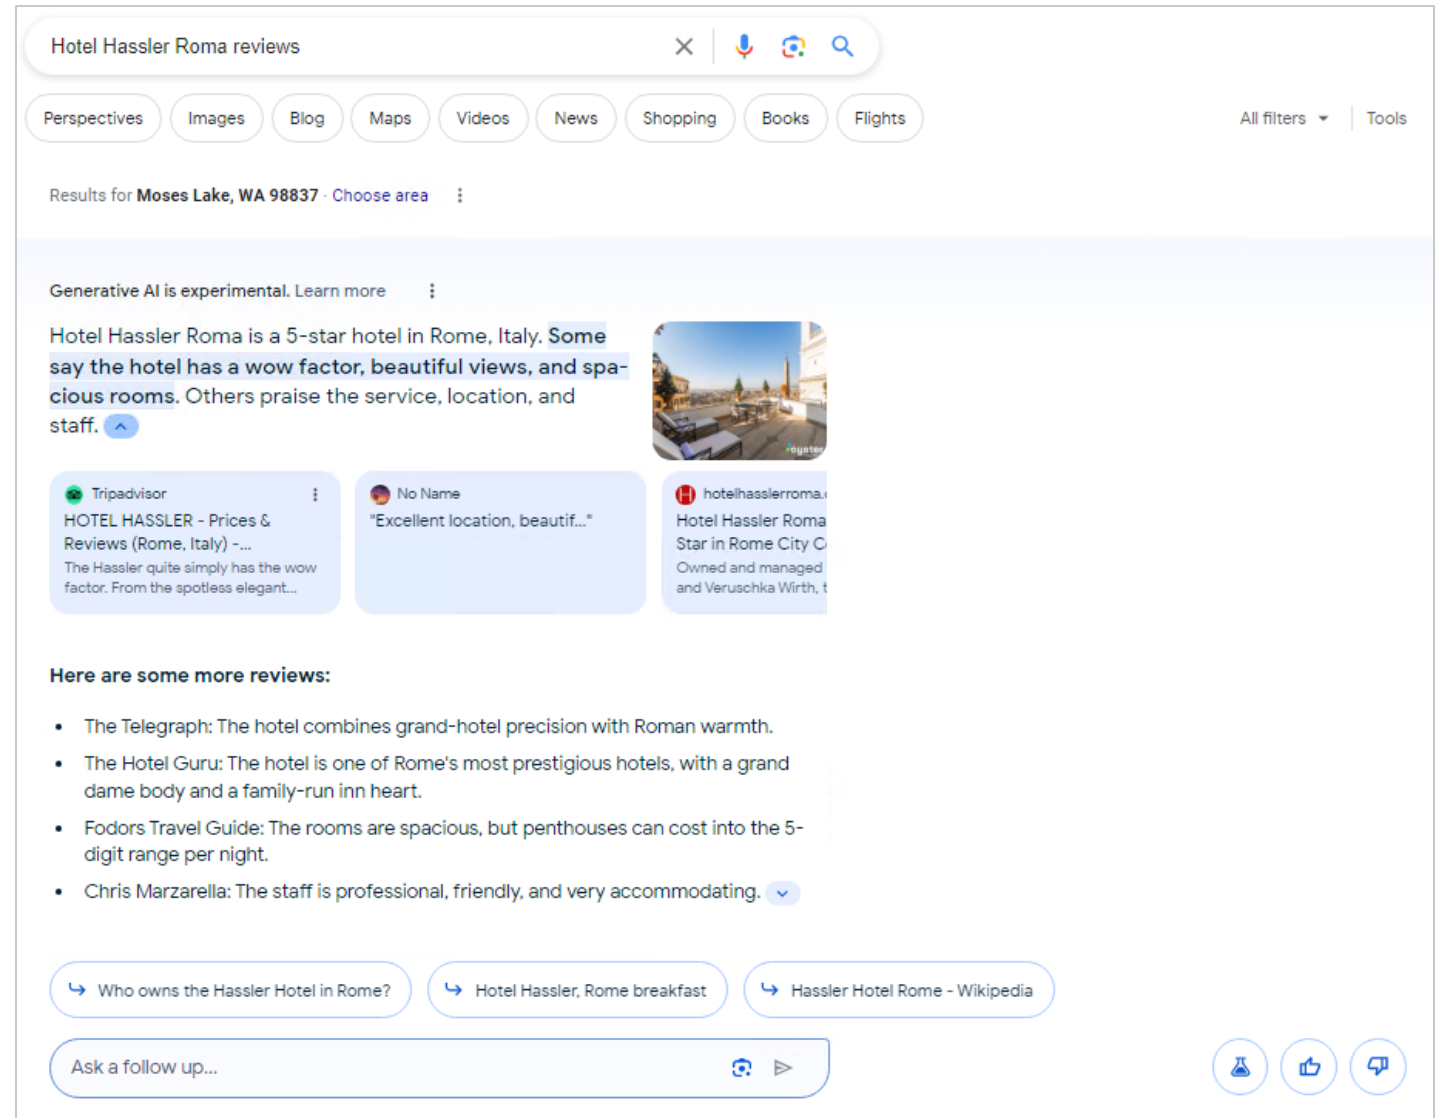 Hotel Hassler Roma reviews
Perspectives Images Blog Maps Videos News Shopping Books Flights All filters Tools
Results for Moses Lake, WA 98837 · Choose area
Generative AI is experimental. Learn more
Hotel Hassler Roma is a 5-star hotel in Rome, Italy. Some
say the hotel has a wow factor, beautiful views, and spa-
cious rooms. Others praise the service, location, and
staff.
oyster
Tripadvisor
HOTEL HASSLER - Prices &
Reviews (Rome, Italy) -...
The Hassler quite simply has the wow
factor. From the spotless elegant...
No Name
"Excellent location, beautif..."
hotelhasslerroma.
Hotel Hassler Roma
Star in Rome City
Owned and managed
and Veruschka Wirth,
Here are some more reviews:
• The Telegraph: The hotel combines grand-hotel precision with Roman warmth.
• The Hotel Guru: The hotel is one of Rome's most prestigious hotels, with a grand
dame body and a family-run inn heart.
• Fodors Travel Guide: The rooms are spacious, but penthouses can cost into the 5-
digit range per night.
• Chris Marzarella: The staff is professional, friendly, and very accommodating.
Who owns the Hassler Hotel in Rome? Hotel Hassler, Rome breakfast Hassler Hotel Rome - Wikipedia
Ask a follow up...